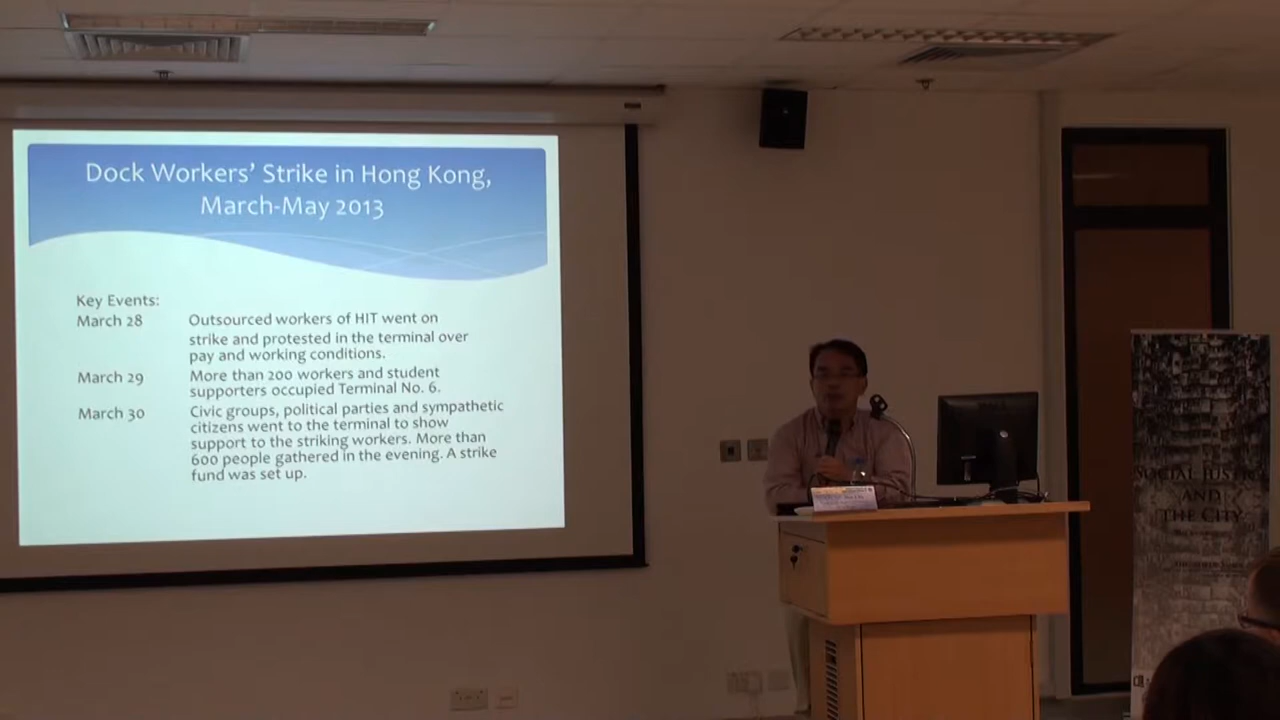 Dock Workers' Strike in Hong Kong,
March-May 2013
Key Events:
March 28 Outsourced workers of HIT went on
strike and protested in the terminal over
pay and working conditions.
March 29 More than 200 workers and student
supporters occupied Terminal No. 6.
March 30 Civic groups, political parties and sympathetic
citizens went to the terminal to show
support to the striking workers. More than
600 people gathered in the evening. A strike
fund was set up.
SOCIAL JUSTICE
AND
THE CITY